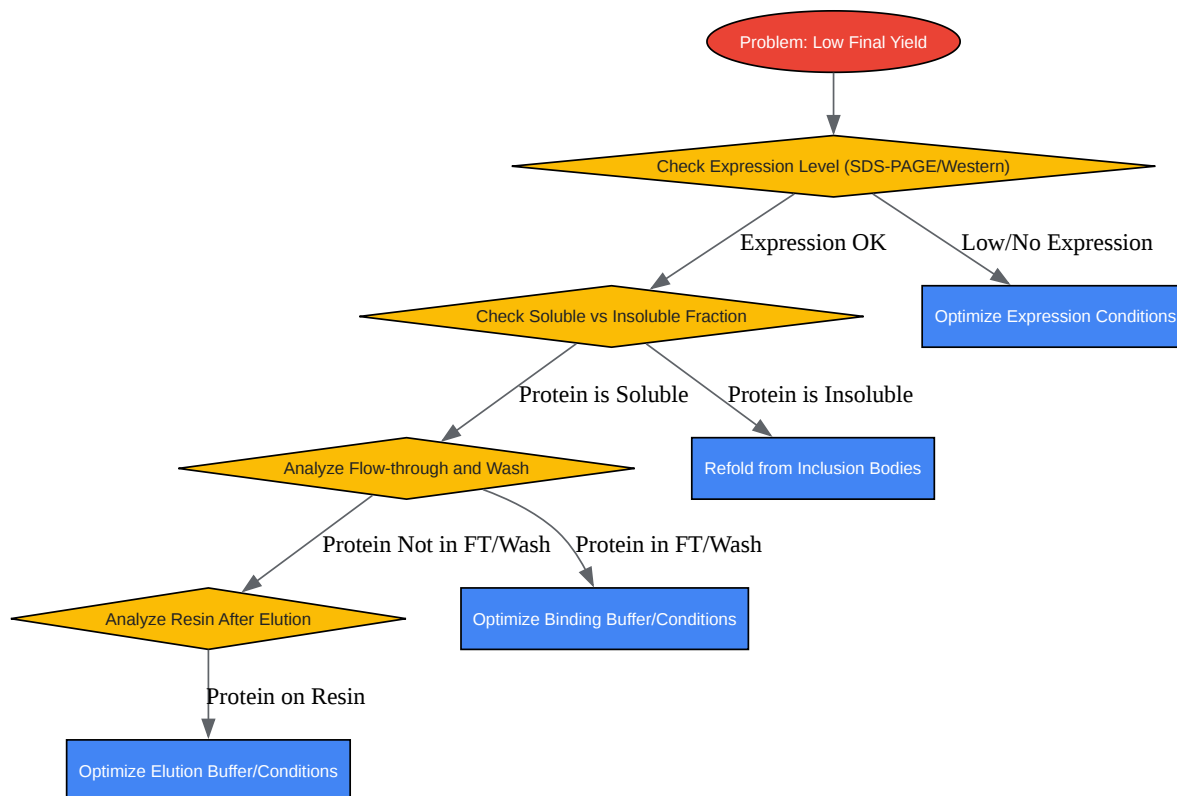 Problem: Low Final Yield
Check Expression Level (SDS-PAGE/Western)
Expression OK
Low/No Expression
Check Soluble vs Insoluble Fraction
Optimize Expression Conditions
Protein is Soluble
Protein is Insoluble
Analyze Flow-through and Wash
Refold from Inclusion Bodies
Protein Not in FT/Wash
Protein in FT/Wash
Analyze Resin After Elution
Optimize Binding Buffer/Conditions
Protein on Resin
Optimize Elution Buffer/Conditions